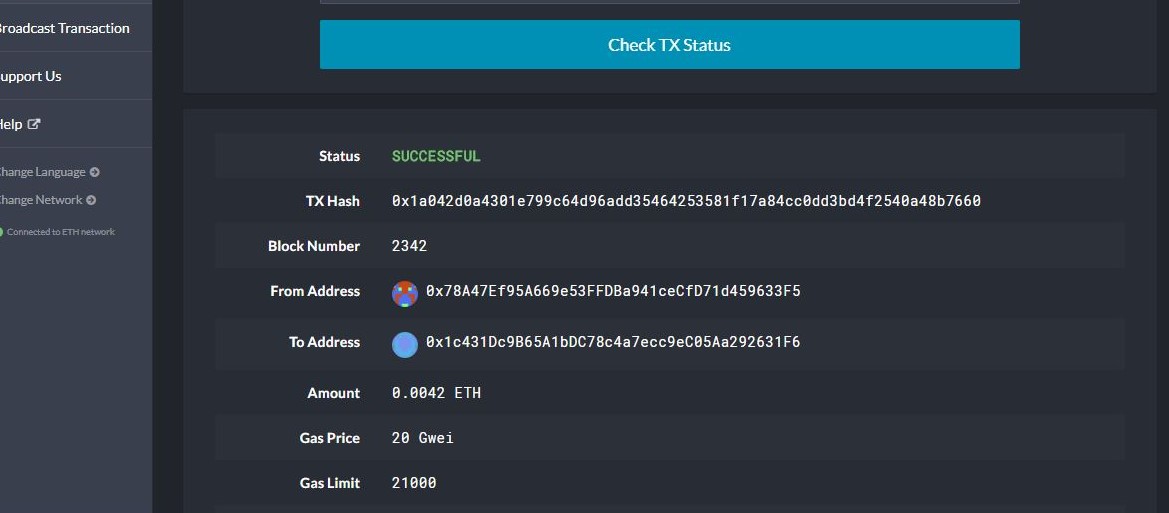 Broadcast Transaction
Check TX Status
Support Us
Help
Change Language
Change Network
Connected to ETH network
Status SUCCESSFUL
TX Hash 0x1a042d0a4301e799c64d96add35464253581f17a84cc0dd3bd4f2540a48b7660
Block Number 2342
From Address 0x78A47Ef95A669e53FFDBa941ceCfD71d459633F5
To Address 0x1c431Dc9B65A1bDC78c4a7ecc9eC05Aa292631F6
Amount 0.0042 ETH
Gas Price 20 Gwei
Gas Limit 21000